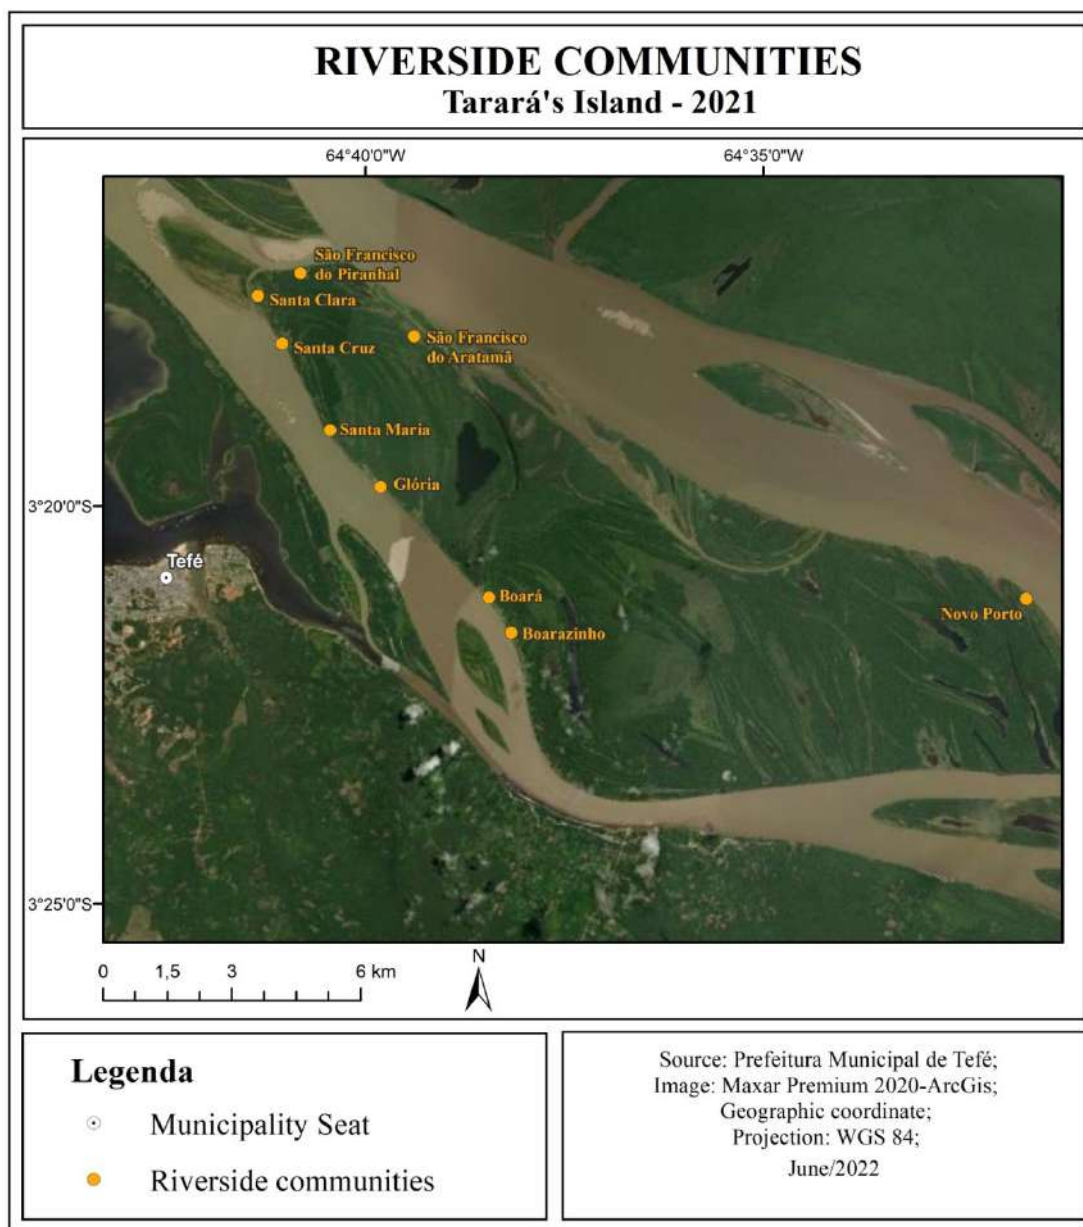 RIVERSIDE COMMUNITIES
Tarará's Island - 2021
64°40'0"W
64°35'0"W
São Francisco
do Piranhal
Santa Clara
Santa Cruz
São Francisco
do Aratamã
Santa Maria
Glória
3°20'0"S
Tefé
Boará
Novo Porto
Boarazinho
3°25'0"S
0 1,5 3 6 km
N
Legenda
Municipality Seat
Riverside communities
Source: Prefeitura Municipal de Tefé;
Image: Maxar Premium 2020-ArcGis;
Geographic coordinate;
Projection: WGS 84;
June/2022